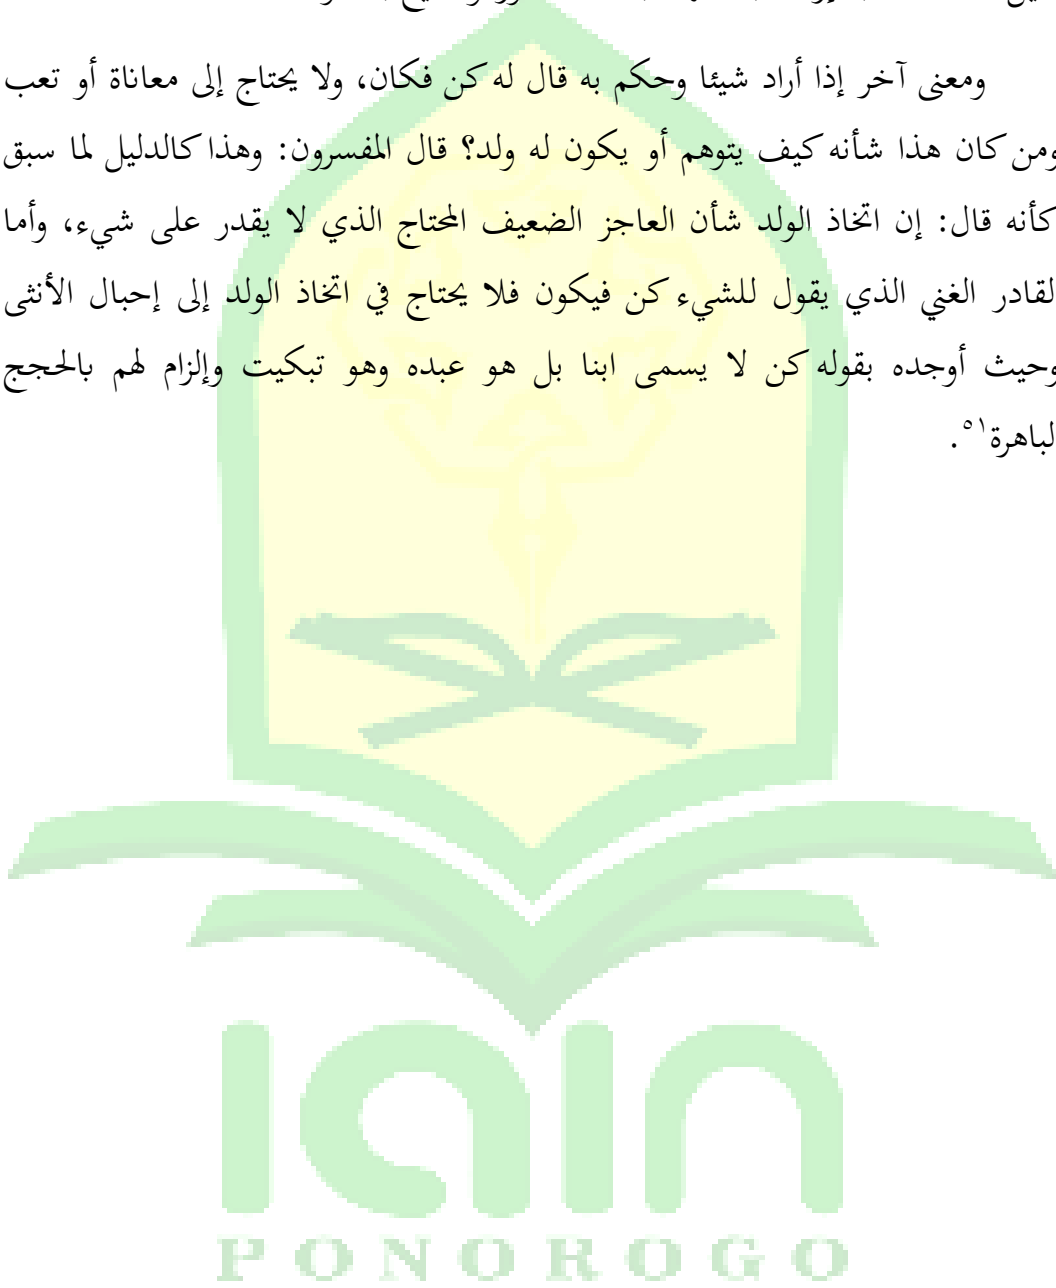 ومعنى آخر إذا أراد شيئا وحكم به قال له كن فكان، ولا يحتاج إلى معاناة أو تعب
ومن كان هذا شأنه كيف يتوهم أو يكون له ولد؟ قال المفسرون: وهذا كالدليل لما سبق
كأنه قال: إن اتخاذ الولد شأن العاجز الضعيف المحتاج الذي لا يقدر على شيء، وأما
لقادر الغني الذي يقول للشيء كن فيكون فلا يحتاج في اتخاذ الولد إلى إحبال الأنثى
وحيث أوجده بقوله كن لا يسمى ابنا بل هو عبده وهو تبكيت وإلزام لهم بالحجج
لباهرة٥١.
iain
PONOROGO